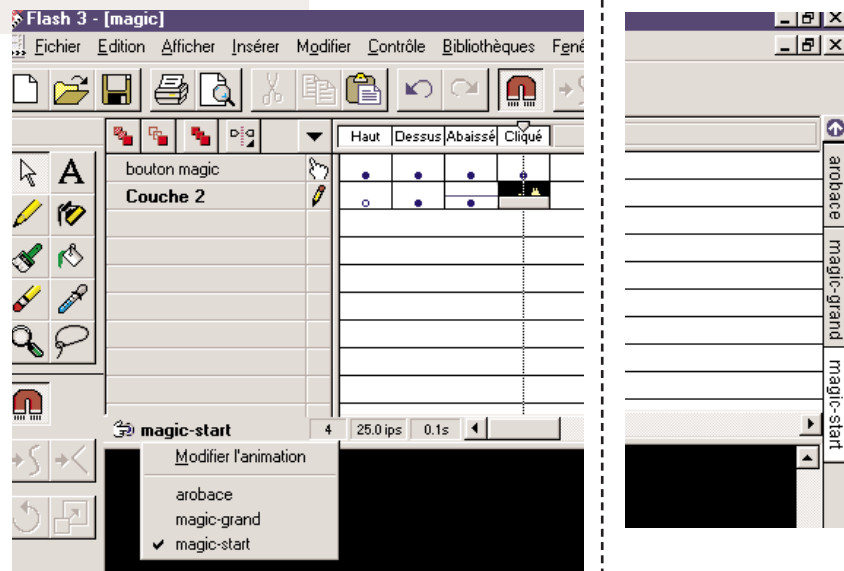 Flash 3 - [magic]
Fichier Edition Afficher Insérer Modifier Contrôle Bibliothèques Fené
Haut Dessus Abaissé Cliqué
bouton magic
Couche 2
magic-start 4 25.0 ips 0.1s
Modifier l'animation
arobace
magic-grand
magic-start
arobace
magic-grand
magic-start